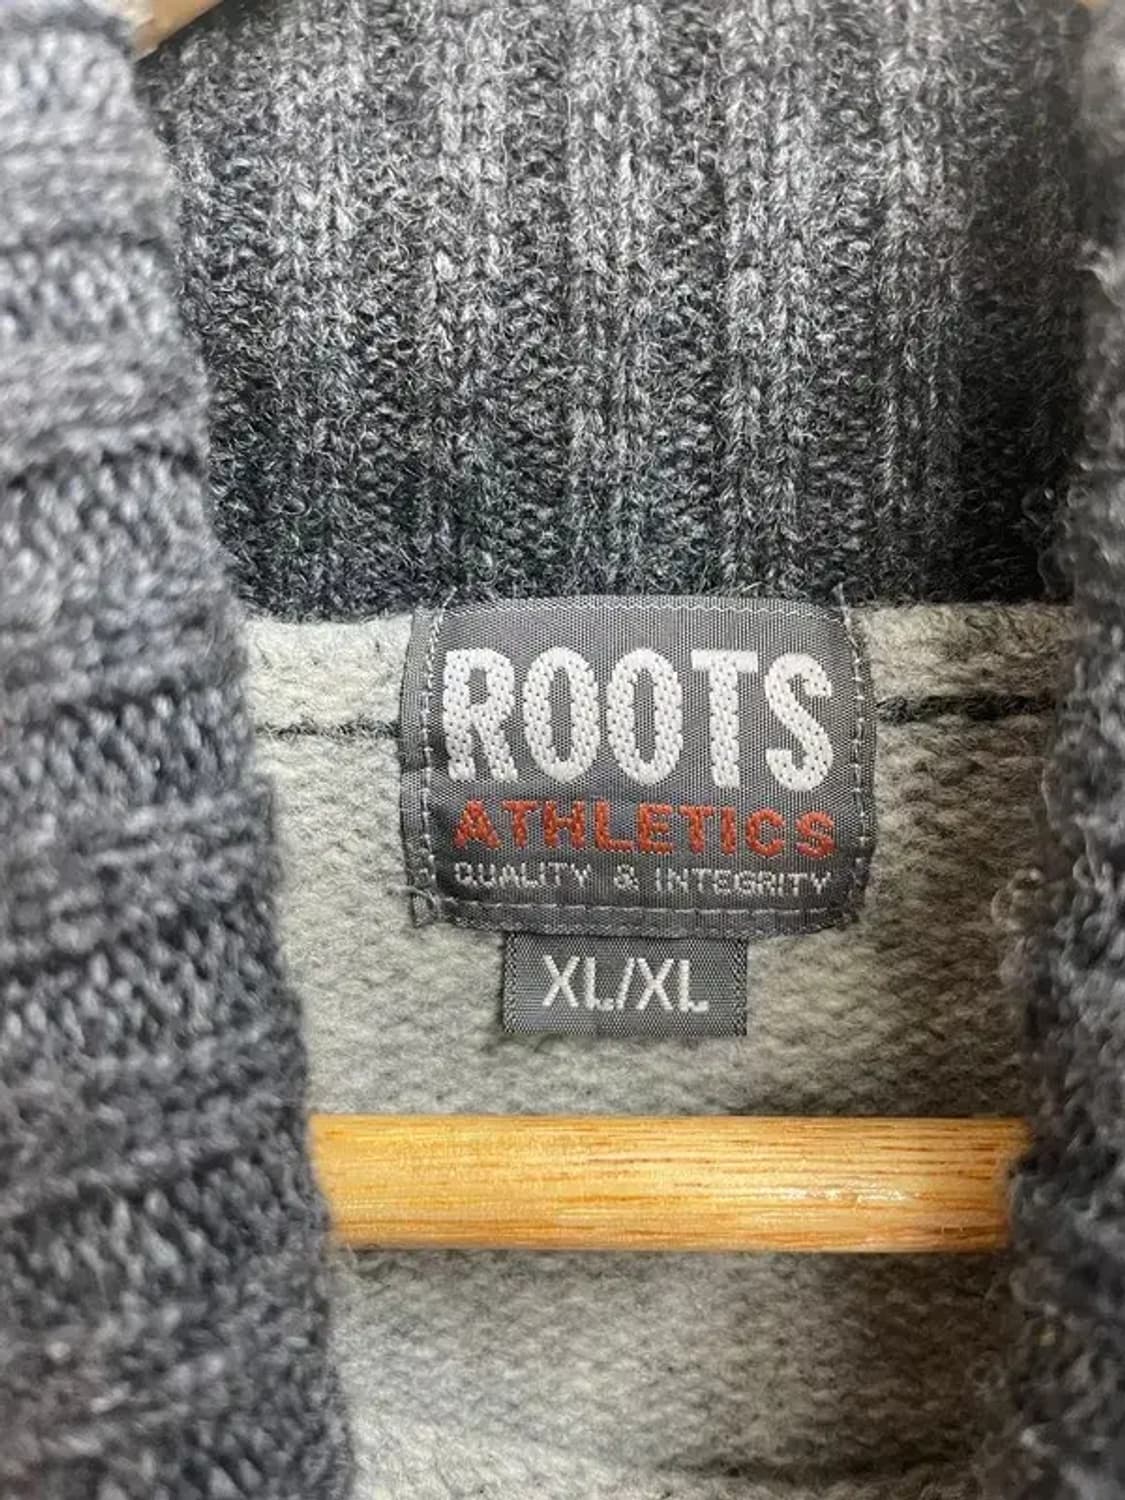 ROOTS
ATHLETICS
QUALITY & INTEGRITY
XL/XL